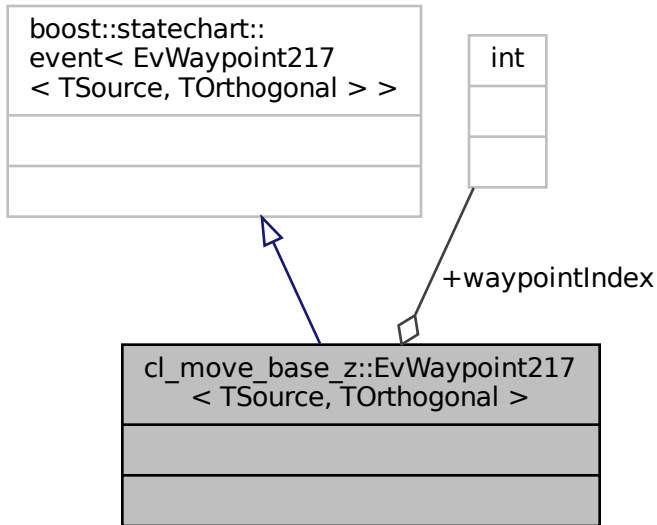 boost::statechart::
event< EvWaypoint217
< TSource, TOrthogonal > >
int
+waypointIndex
cl_move_base_z::EvWaypoint217
< TSource, TOrthogonal >